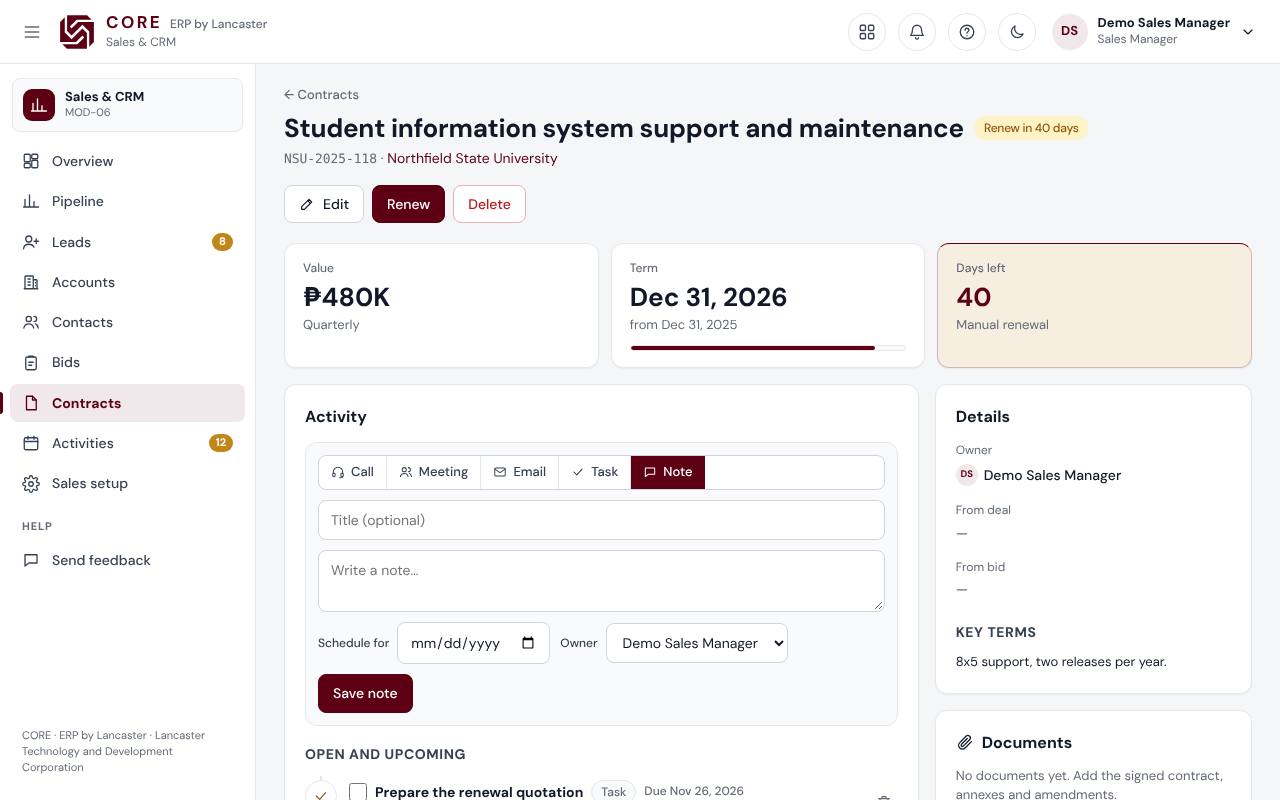 CORE ERP by Lancaster
Sales & CRM
DS
Demo Sales Manager
Sales Manager
Sales & CRM
MOD-06
Overview
Pipeline
Leads 8
Accounts
Contacts
Bids
Contracts
Activities 12
Sales setup
HELP
Send feedback
CORE · ERP by Lancaster · Lancaster
Technology and Development
Corporation
← Contracts
Student information system support and maintenance Renew in 40 days
NSU-2025-118 · Northfield State University
Edit Renew Delete
Value
₱480K
Quarterly
Term
Dec 31, 2026
from Dec 31, 2025
Days left
40
Manual renewal
Activity
Call Meeting Email Task Note
Title (optional)
Write a note…
Schedule for mm/dd/yyyy Owner Demo Sales Manager
Save note
OPEN AND UPCOMING
Prepare the renewal quotation Task Due Nov 26, 2026
Details
Owner
DS Demo Sales Manager
From deal
—
From bid
—
KEY TERMS
8x5 support, two releases per year.
Documents
No documents yet. Add the signed contract,
annexes and amendments.